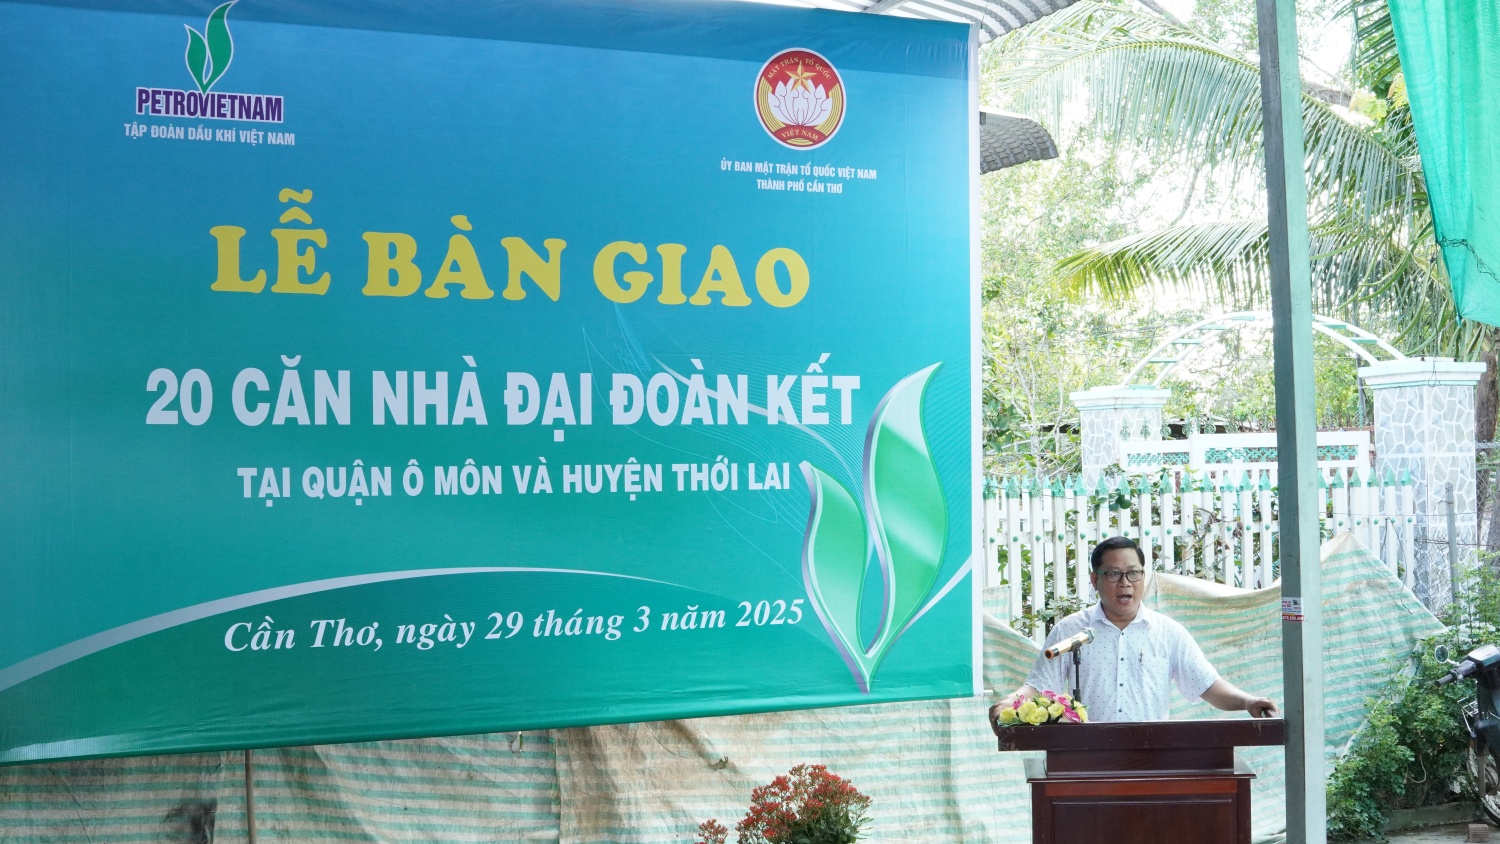 PETROVIETNAM
TẬP ĐOÀN DẦU KHÍ VIỆT NAM
MẶT TRẬN TỔ QUỐC
VIỆT NAM
ỦY BAN MẶT TRẬN TỔ QUỐC VIỆT NAM
THÀNH PHỐ CẦN THƠ
LỄ BÀN GIAO
20 CĂN NHÀ ĐẠI ĐOÀN KẾT
TẠI QUẬN Ô MÔN VÀ HUYỆN THỚI LAI
Cần Thơ, ngày 29 tháng 3 năm 2025